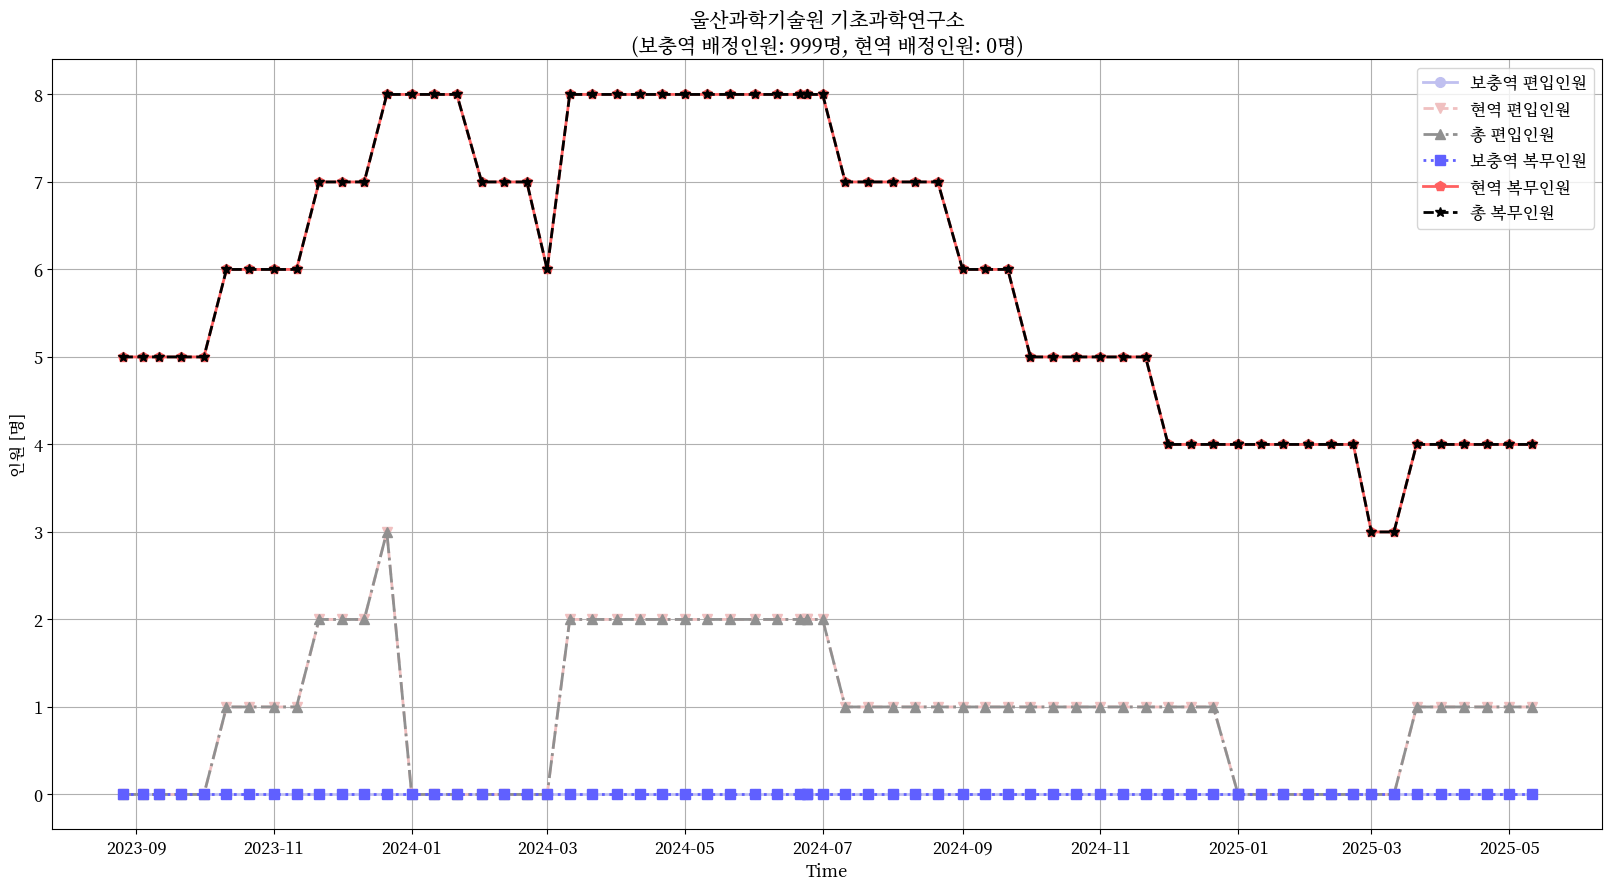 울산과학기술원 기초과학연구소
(보충역 배정인원: 999명, 현역 배정인원: 0명)
보충역 편입인원
현역 편입인원
총 편입인원
보충역 복무인원
현역 복무인원
총 복무인원
인원 [명]
8
7
6
5
4
3
2
1
0
2023-09
2023-11
2024-01
2024-03
2024-05
2024-07
2024-09
2024-11
2025-01
2025-03
2025-05
Time